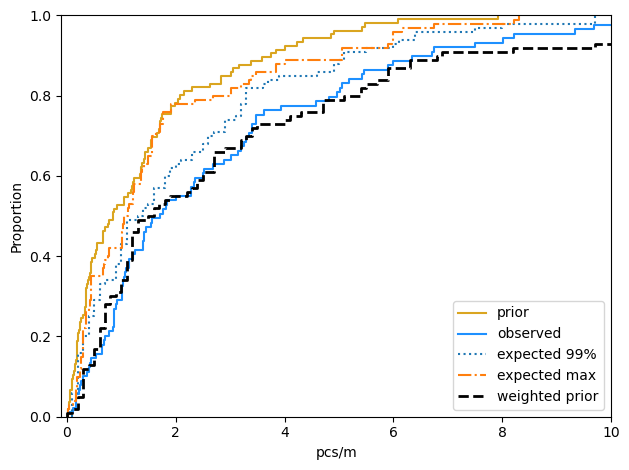 1.0
0.8
0.6
0.4
0.2
0.0
Proportion
0 2 4 6 8 10
pcs/m
prior
observed
expected 99%
expected max
weighted prior